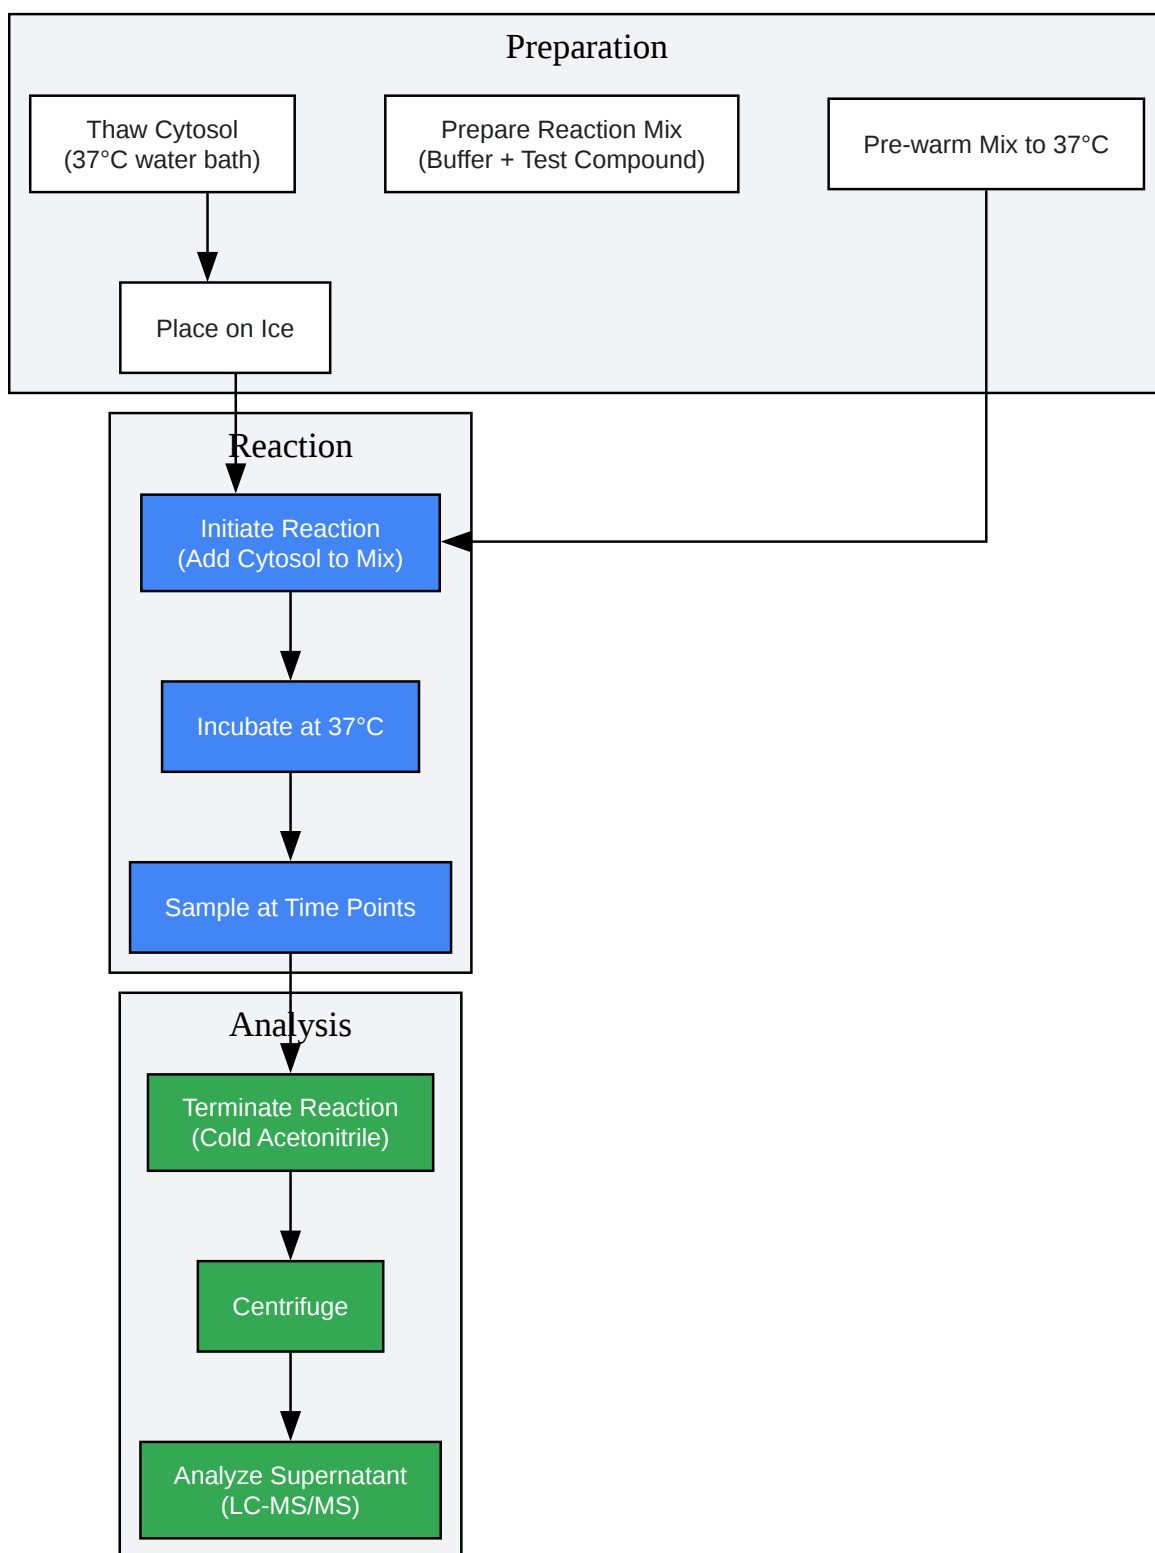 Preparation
Thaw Cytosol
(37°C water bath)
Prepare Reaction Mix
(Buffer + Test Compound)
Pre-warm Mix to 37°C
Place on Ice
Reaction
Initiate Reaction
(Add Cytosol to Mix)
Incubate at 37°C
Sample at Time Points
Analysis
Terminate Reaction
(Cold Acetonitrile)
Centrifuge
Analyze Supernatant
(LC-MS/MS)